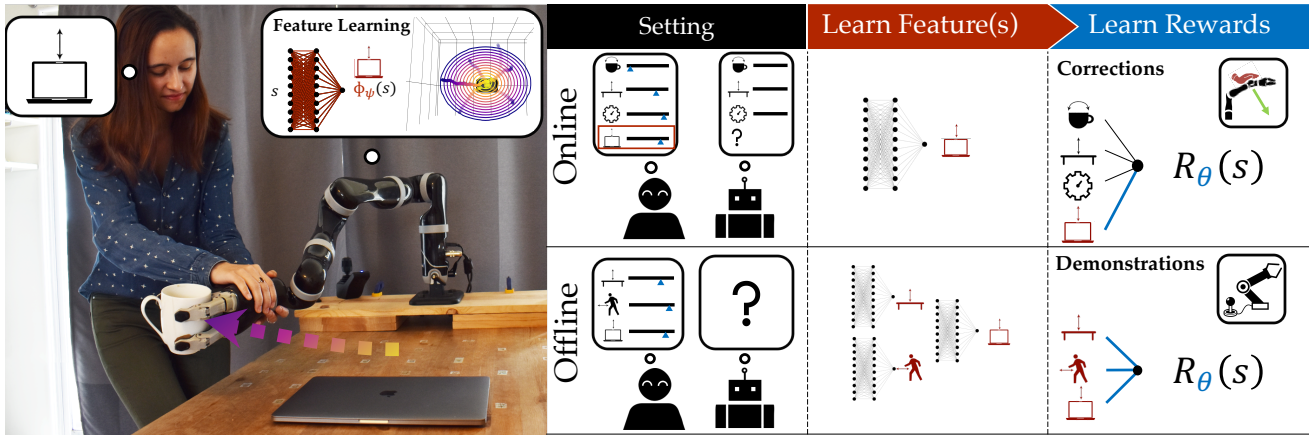 Feature Learning
s
Φψ(s)
Setting
Learn Feature(s)
Learn Rewards
Online
?
Corrections
Rθ(s)
Offline
?
Demonstrations
Rθ(s)